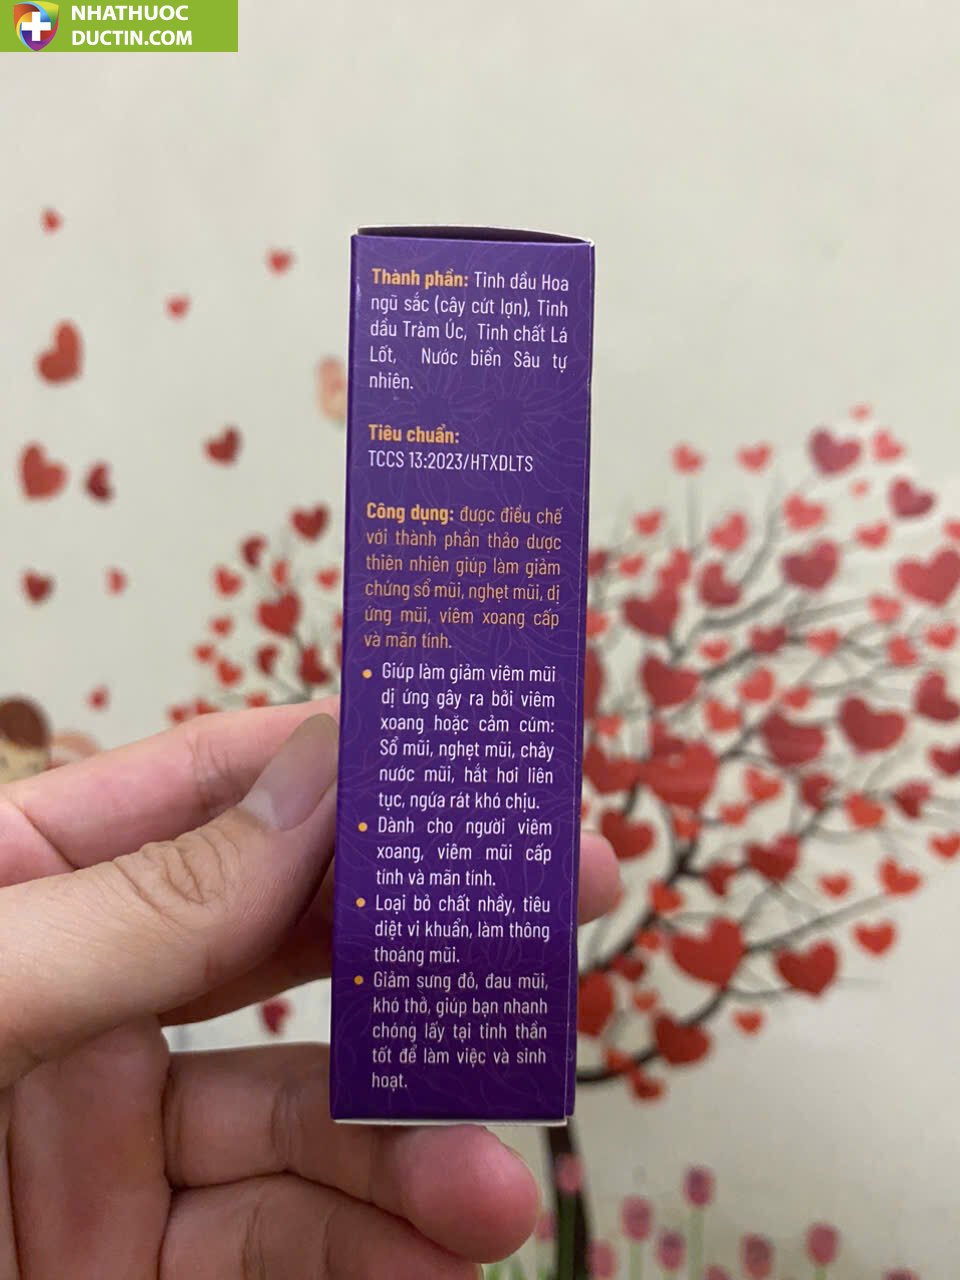 NHATHUOC
DUCTIN.COM
Thành phần: Tinh dầu Hoa
ngũ sắc (cây cứt lợn), Tinh
dầu Tràm Úc, Tinh chất Lá
Lốt, Nước biển Sâu tự
nhiên.
Tiêu chuẩn:
TCCS 13:2023/HTXDLTS
Công dụng: được điều chế
với thành phần thảo dược
thiên nhiên giúp làm giảm
chứng sổ mũi, nghẹt mũi, dị
ứng mũi, viêm xoang cấp
và mãn tính.
• Giúp làm giảm viêm mũi
dị ứng gây ra bởi viêm
xoang hoặc cảm cúm:
Sổ mũi, nghẹt mũi, chảy
nước mũi, hắt hơi liên
tục, ngứa rát khó chịu.
• Dành cho người viêm
xoang, viêm mũi cấp
tính và mãn tính.
• Loại bỏ chất nhầy, tiêu
diệt vi khuẩn, làm thông
thoáng mũi.
• Giảm sưng đỏ, đau mũi,
khó thở, giúp bạn nhanh
chóng lấy tại tinh thần
tốt để làm việc và sinh
hoạt.